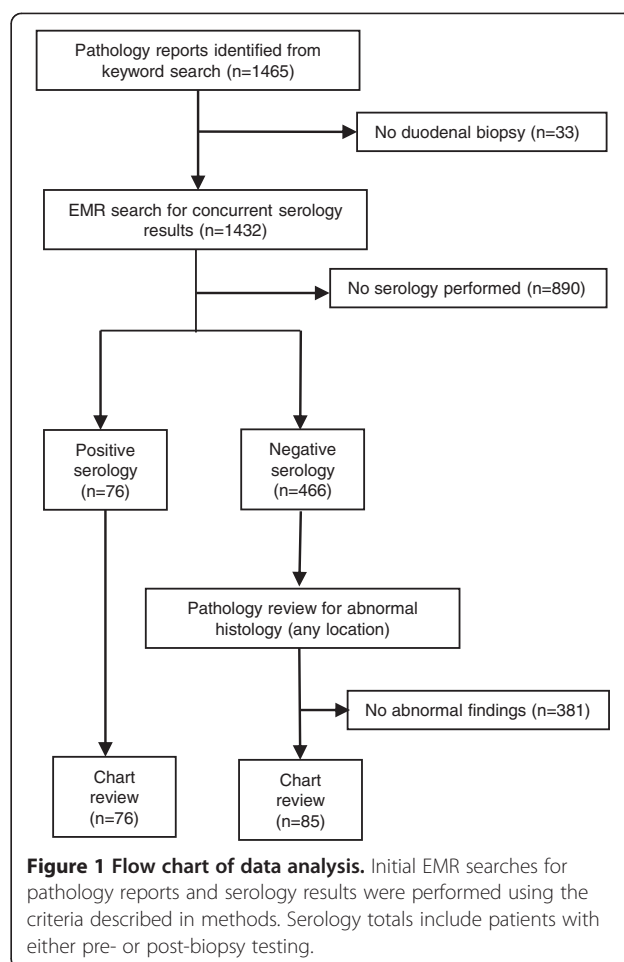 Pathology reports identified from
keyword search (n=1465)
No duodenal biopsy (n=33)
EMR search for concurrent serology
results (n=1432)
No serology performed (n=890)
Positive
serology
(n=76)
Negative
serology
(n=466)
Pathology review for abnormal
histology (any location)
No abnormal findings (n=381)
Chart
review
(n=76)
Chart
review
(n=85)
Figure 1 Flow chart of data analysis. Initial EMR searches for
pathology reports and serology results were performed using the
criteria described in methods. Serology totals include patients with
either pre- or post-biopsy testing.